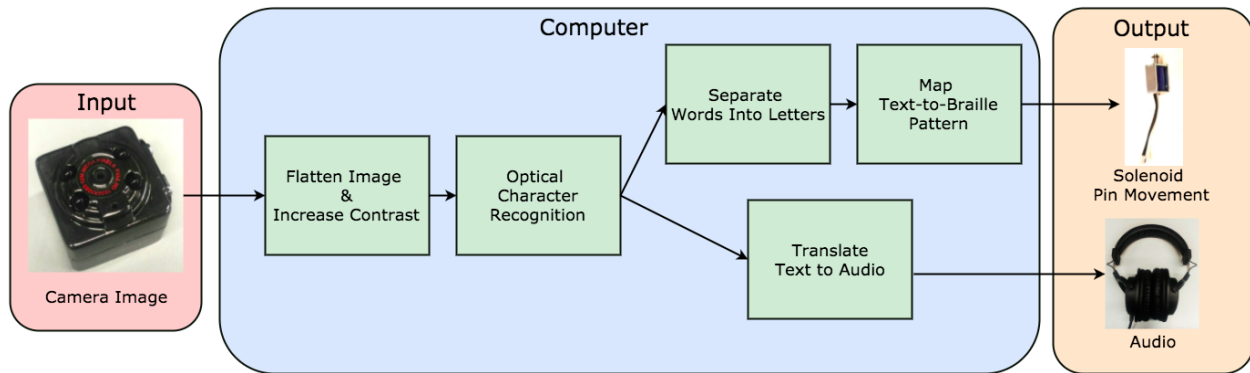 Input
Camera Image
Computer
Flatten Image
&
Increase Contrast
Optical
Character
Recognition
Separate
Words Into Letters
Map
Text-to-Braille
Pattern
Translate
Text to Audio
Output
Solenoid
Pin Movement
Audio